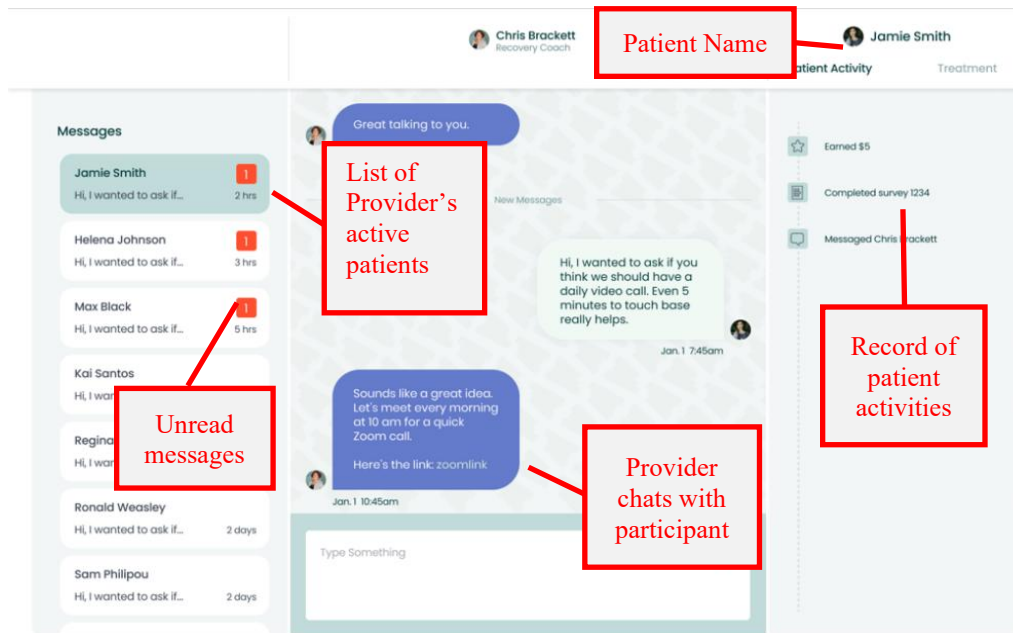 Chris Brackett
Recovery Coach
Patient Name
Jamie Smith
atient Activity
Treatment
Messages
Jamie Smith
1
Hi, I wanted to ask if...
2 hrs
Helena Johnson
1
Hi, I wanted to ask if...
3 hrs
Max Black
1
Hi, I wanted to ask if...
5 hrs
Kai Santos
Hi, I war
Regina
Hi, I war
Ronald Weasley
Hi, I wanted to ask if...
2 days
Sam Philipou
Hi, I wanted to ask if...
2 days
List of
Provider’s
active
patients
Unread
messages
Great talking to you.
New Messages
Hi, I wanted to ask if you
think we should have a
daily video call. Even 5
minutes to touch base
really helps.
Jan. 1 7:45am
Sounds like a great idea.
Let's meet every morning
at 10 am for a quick
Zoom call.
Here's the link: zoomlink
Jan. 1 10:45am
Provider
chats with
participant
Type Something
Earned $5
Completed survey 1234
Messaged Chris Brackett
Record of
patient
activities